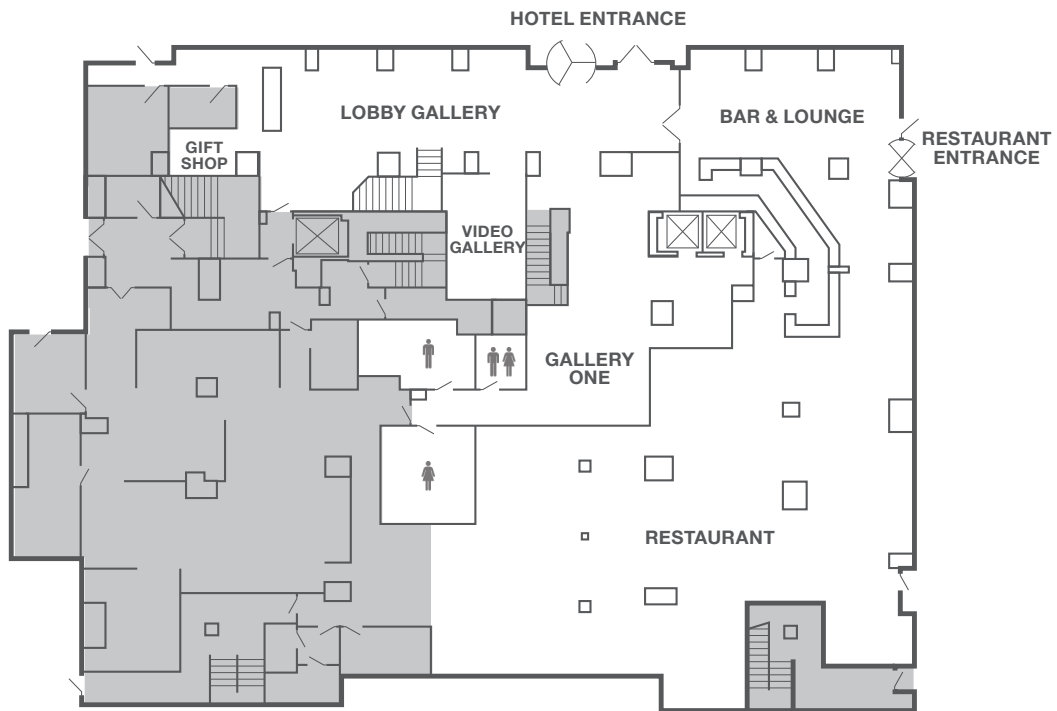 HOTEL ENTRANCE
LOBBY GALLERY
BAR & LOUNGE
RESTAURANT
ENTRANCE
GIFT
SHOP
VIDEO
GALLERY
GALLERY
ONE
RESTAURANT